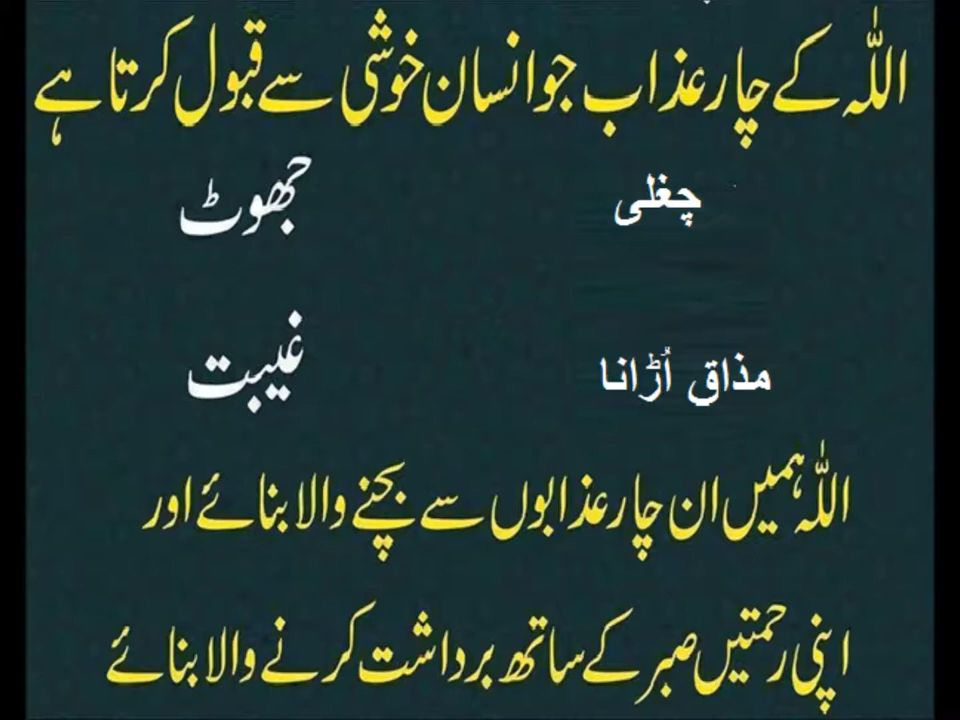 اللہ کے چار عذاب جو انسان خوشی سے قبول کرتا ہے
چغلی جھوٹ
مذاق اُڑانا غیبت
اللہ ہمیں ان چار عذابوں سے بچنے والا بنائے اور
اپنی رحمتیں صبر کے ساتھ برداشت کرنے والا بنائے